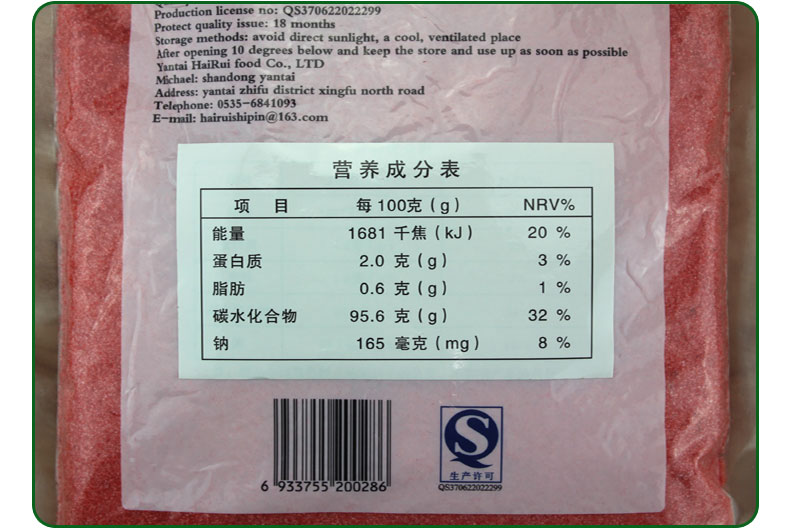 Production license no: QS370622022299
Protect quality issue: 18 months
Storage methods: avoid direct sunlight, a cool, ventilated place
After opening 10 degrees below and keep the store and use up as soon as possible
Yantai HaiRui food Co., LTD
Michael: shandong yantai
Address: yantai zhifu district xingfu north road
Telephone: 0535-6841093
E-mail: hairuishipin@163.com
营养成分表
项 目 每 100克 (g) NRV%
能量 1681 千焦 (kJ) 20 %
蛋白质 2.0 克 (g) 3 %
脂肪 0.6 克 (g) 1 %
碳水化合物 95.6 克 (g) 32 %
钠 165 毫克 (mg) 8 %
6 933755 200286
生产许可
QS370622022299